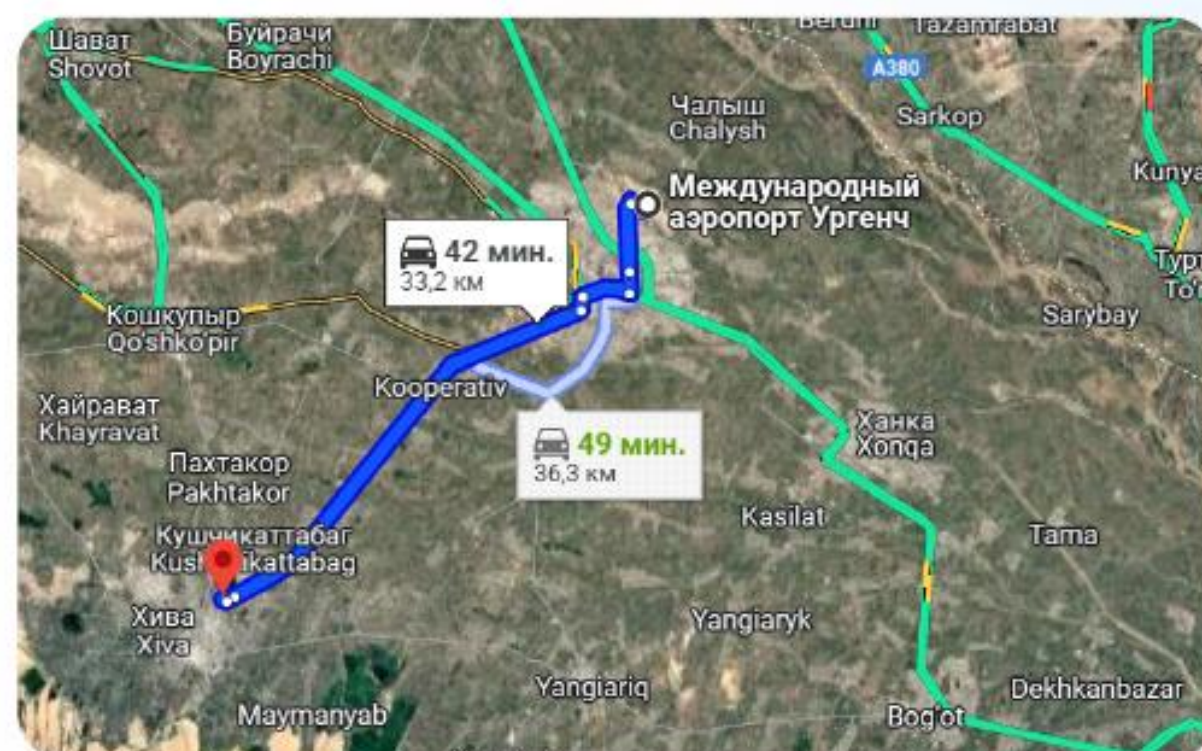 Шават
Shovot
Буйрачи
Boyrachi
Beruni
Tazamrabat
A380
Чалыш
Chalysh
Sarkop
Международный
аэропорт Ургенч
42 мин.
33,2 км
Кошкупыр
Qo'shko'pir
Sarybay
Kooperativ
Хайрават
Khayravat
49 мин.
36,3 км
Ханка
Xonqa
Пахтакор
Pakhtakor
Kasilat
Tama
Кушчикаттабаг
Хива
Xiva
Yangiaryk
Yangiariq
Dekhkanbazar
Maymanyab
Bog'ot